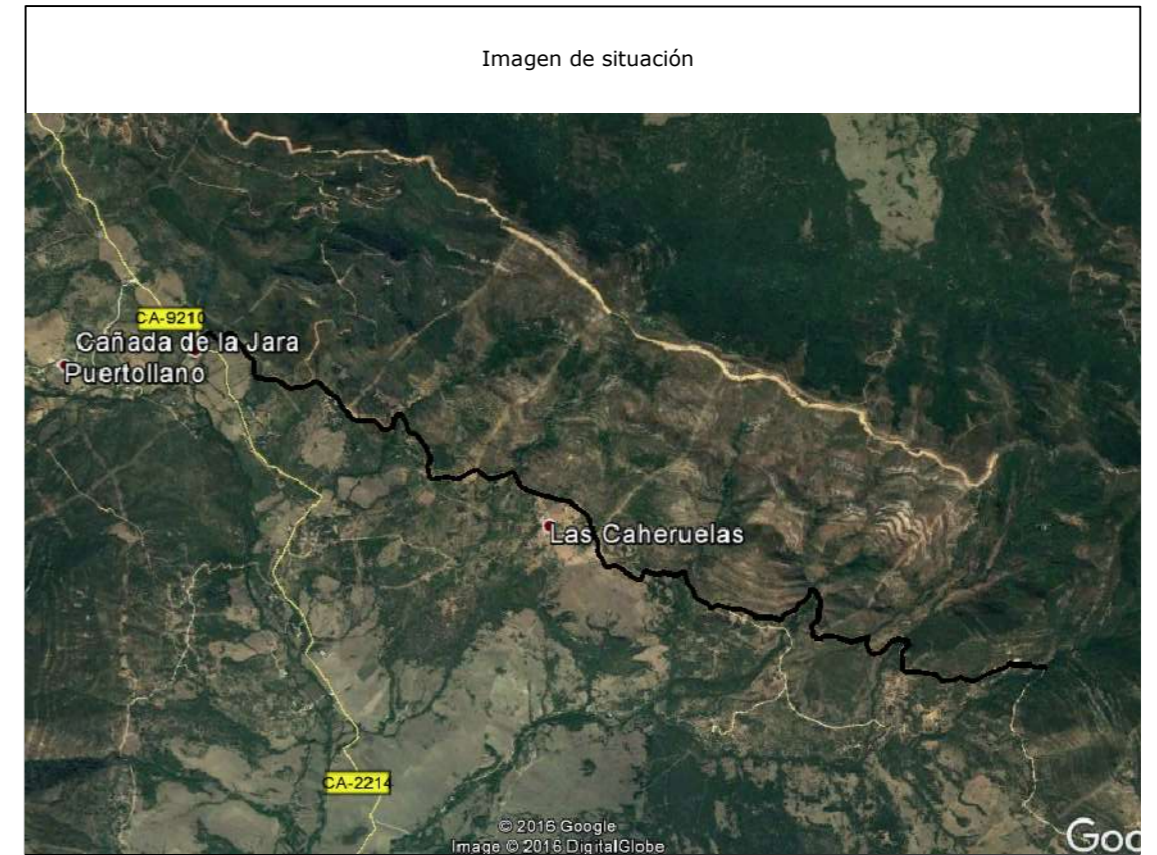 Imagen de situación
CA-9210
Cañada de la Jara
Puertollano
Las Caheruelas
CA-2214
© 2016 Google
Image © 2016 DigitalGlobe
Goo